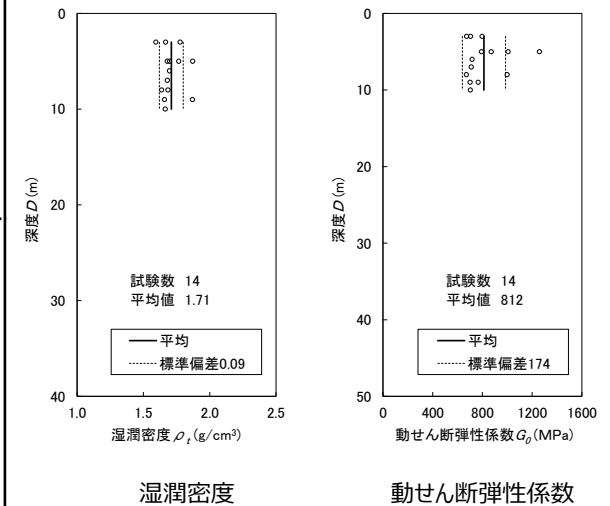 0
10
20
30
40
深度D(m)
試験数 14
平均値 1.71
平均
標準偏差0.09
1.0 1.5 2.0 2.5
湿潤密度ρt(g/cm³)
湿潤密度
0
10
20
30
40
50
深度D(m)
試験数 14
平均値 812
平均
標準偏差174
0 400 800 1200 1600
動せん断弾性係数G0(MPa)
動せん断弾性係数